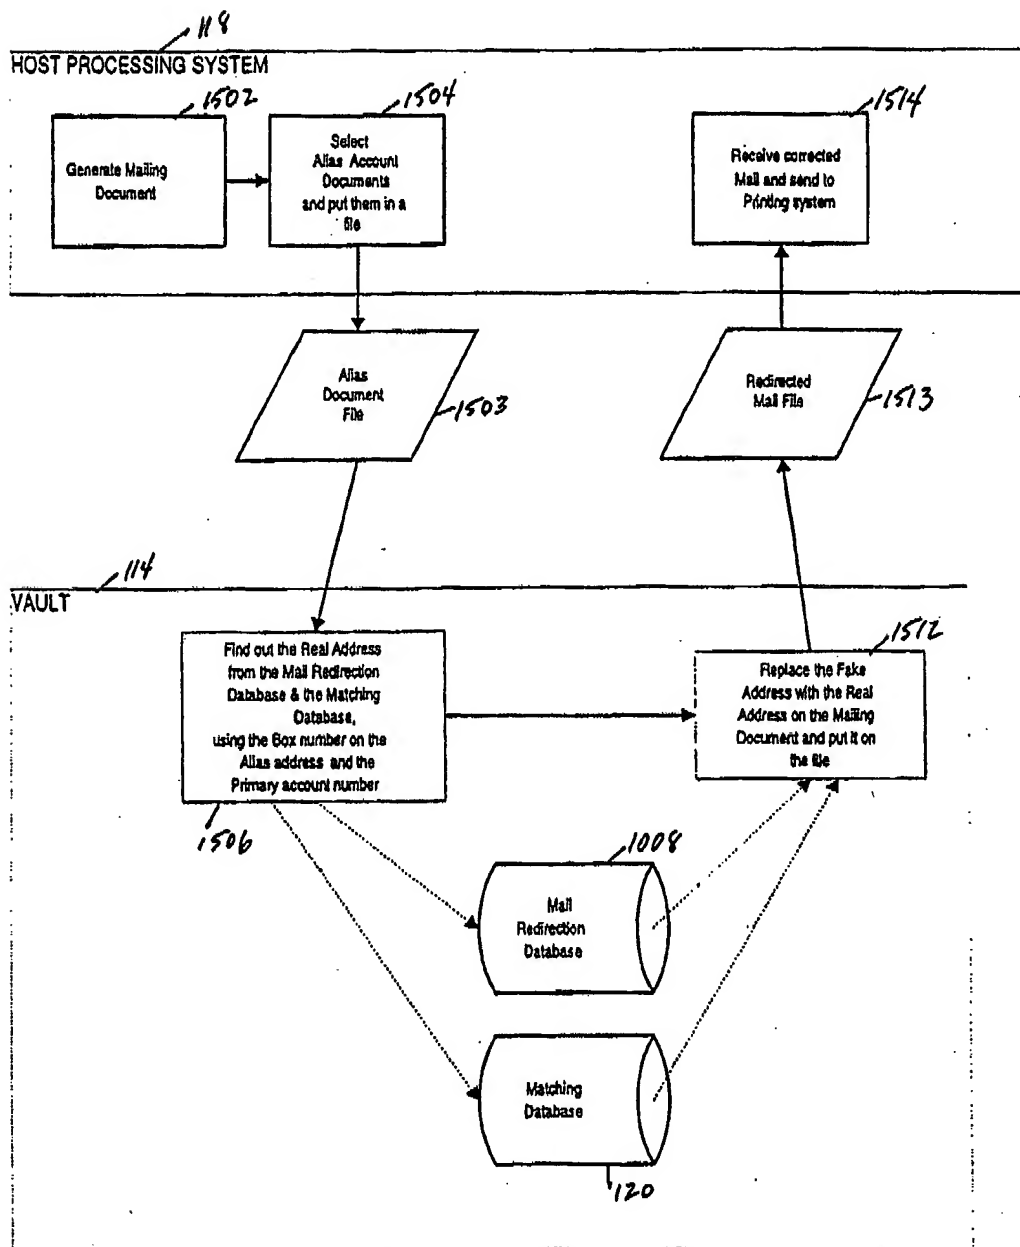 118
HOST PROCESSING SYSTEM
1502
Generate Mailing
Document
1504
Select
Alias Account
Documents
and put them in a
file
1514
Receive corrected
Mail and send to
Printing system
Alias
Document
File
1503
Redirected
Mail File
1513
114
VAULT
Find out the Real Address
from the Mail Redirection
Database & the Matching
Database,
using the Box number on the
Alias address and the
Primary account number
1506
1512
Replace the Fake
Address with the Real
Address on the Mailing
Document and put it on
the file
1008
Mail
Redirection
Database
Matching
Database
120